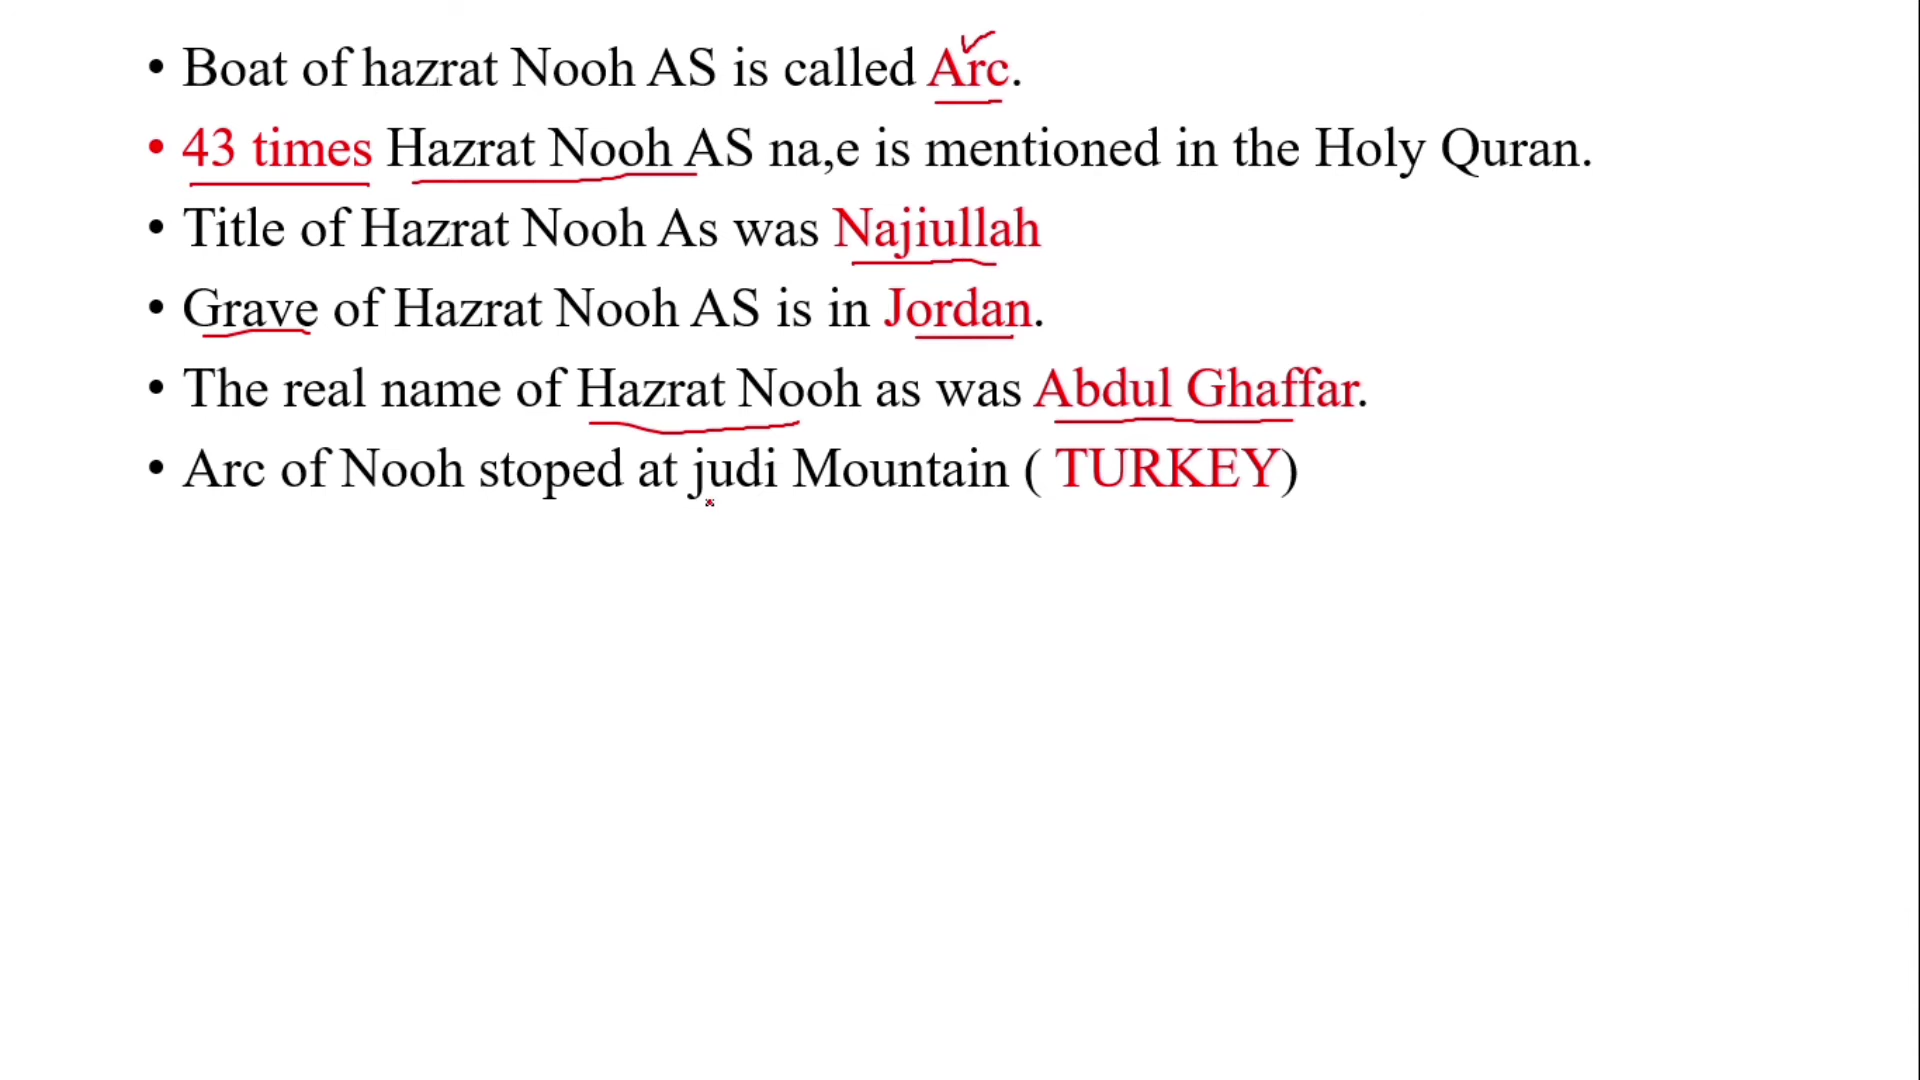 • Boat of hazrat Nooh AS is called Arc.
• 43 times Hazrat Nooh AS na,e is mentioned in the Holy Quran.
• Title of Hazrat Nooh As was Najiullah
• Grave of Hazrat Nooh AS is in Jordan.
• The real name of Hazrat Nooh as was Abdul Ghaffar.
• Arc of Nooh stoped at judi Mountain ( TURKEY)